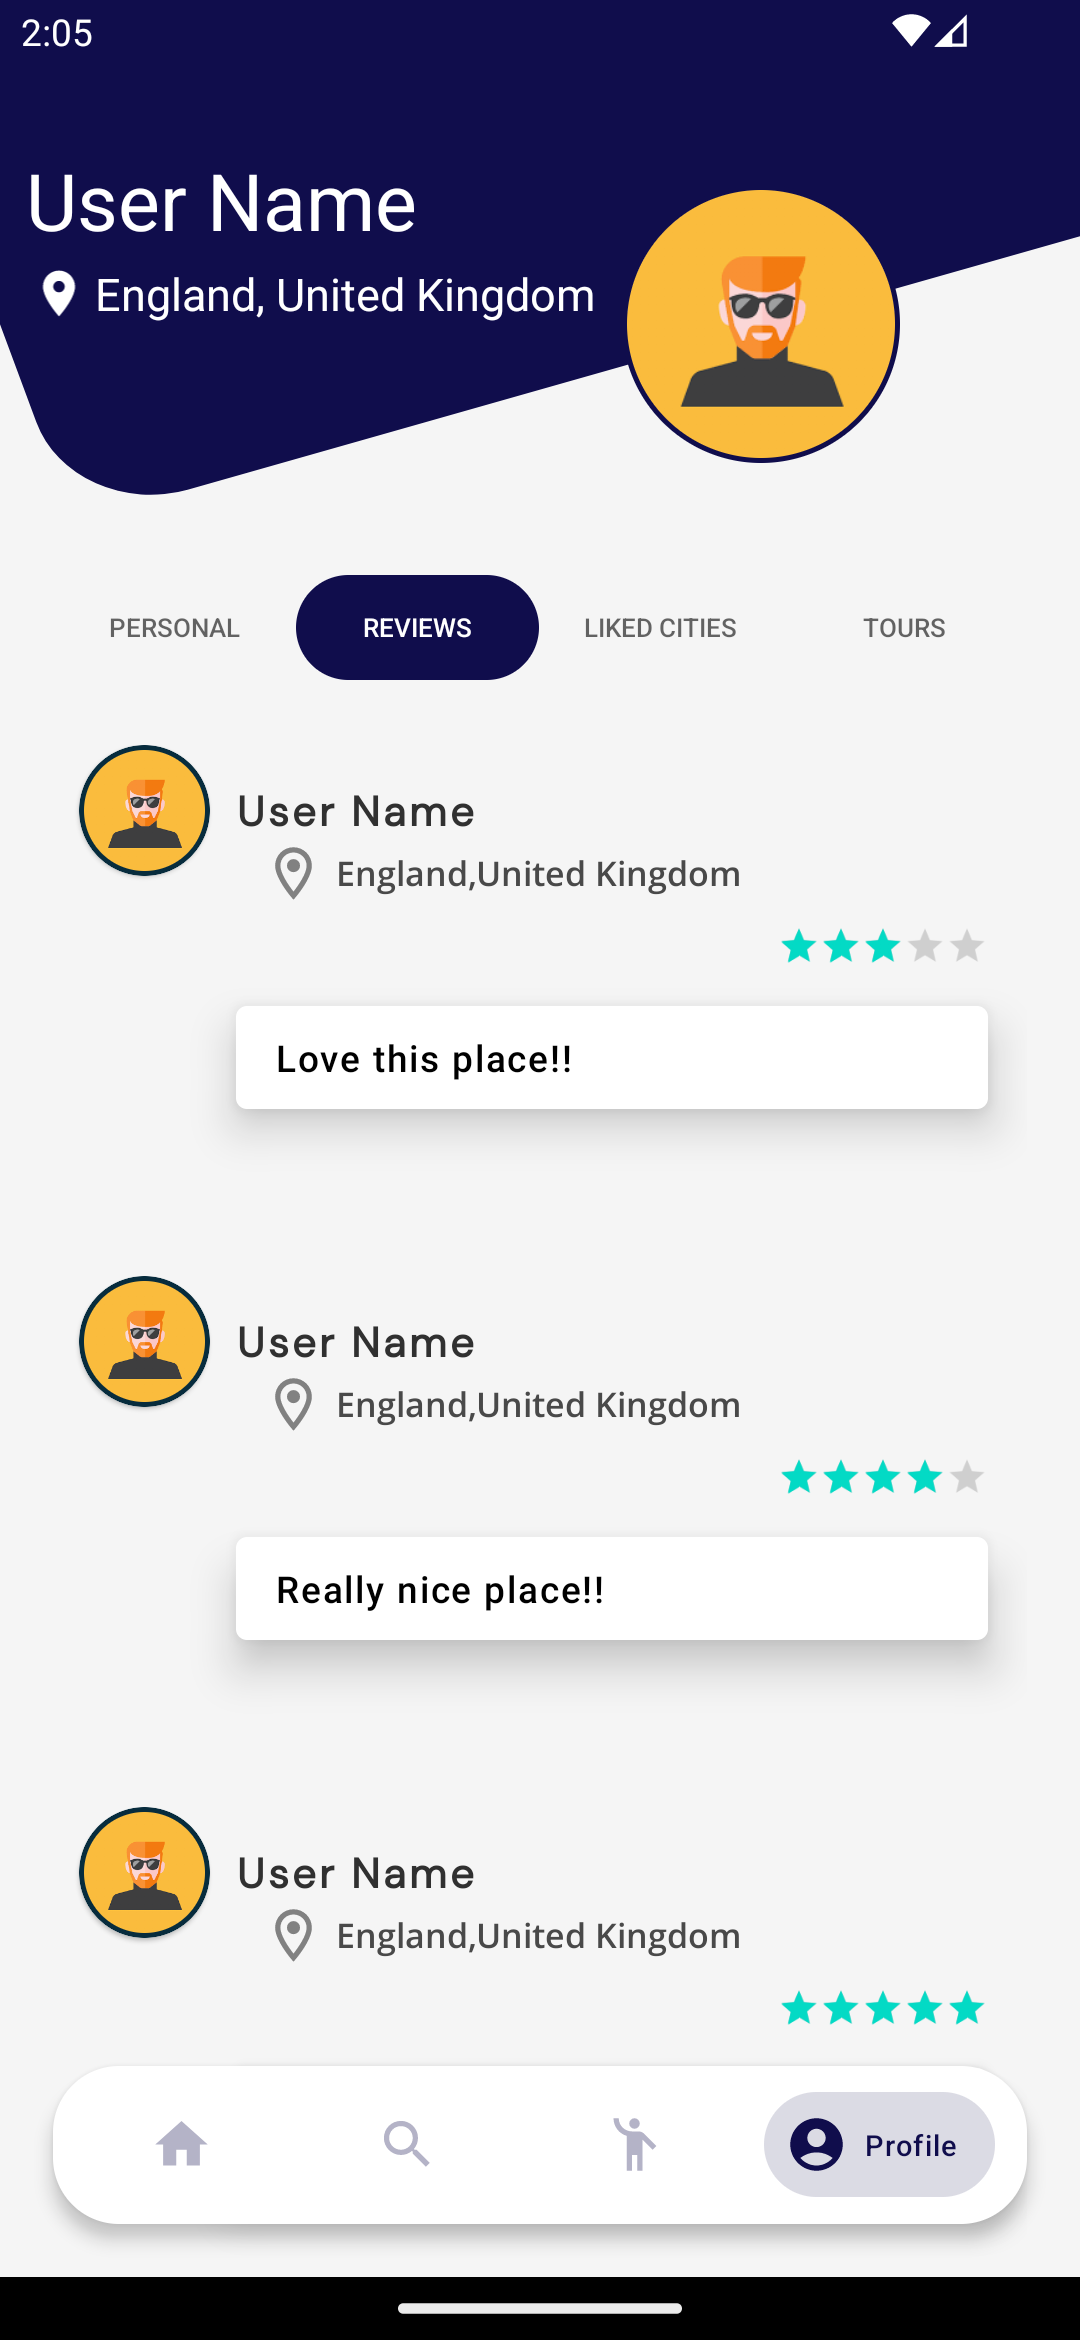 2:05
User Name
England, United Kingdom
PERSONAL REVIEWS LIKED CITIES TOURS
User Name
England,United Kingdom
Love this place!!
User Name
England,United Kingdom
Really nice place!!
User Name
England,United Kingdom
Profile